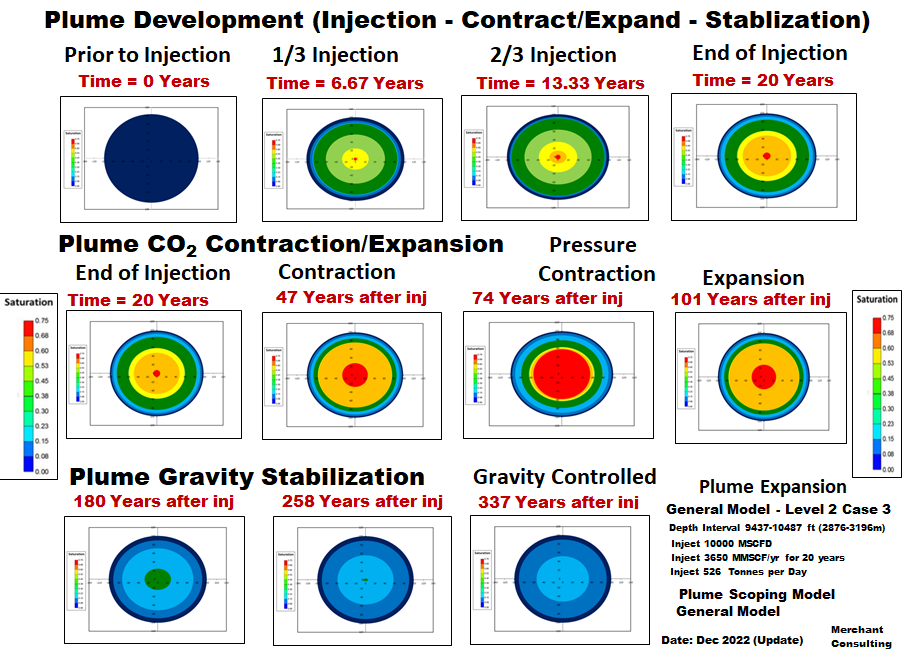 Plume Development (Injection - Contract/Expand - Stablization)
Prior to Injection
Time = 0 Years
1/3 Injection
Time = 6.67 Years
2/3 Injection
Time = 13.33 Years
End of Injection
Time = 20 Years
Plume CO₂ Contraction/Expansion
End of Injection
Time = 20 Years
Contraction
47 Years after inj
Pressure
Contraction
74 Years after inj
Expansion
101 Years after inj
Saturation
0.75
0.68
0.60
0.53
0.45
0.38
0.30
0.23
0.15
0.08
0.00
Saturation
0.75
0.68
0.60
0.53
0.45
0.38
0.30
0.23
0.15
0.08
0.00
Plume Gravity Stabilization
180 Years after inj
258 Years after inj
Gravity Controlled
337 Years after inj
Plume Expansion
General Model - Level 2 Case 3
Depth Interval 9437-10487 ft (2876-3196m)
Inject 10000 MSCFD
Inject 3650 MMSCF/yr for 20 years
Inject 526 Tonnes per Day
Plume Scoping Model
General Model
Date: Dec 2022 (Update)
Merchant
Consulting